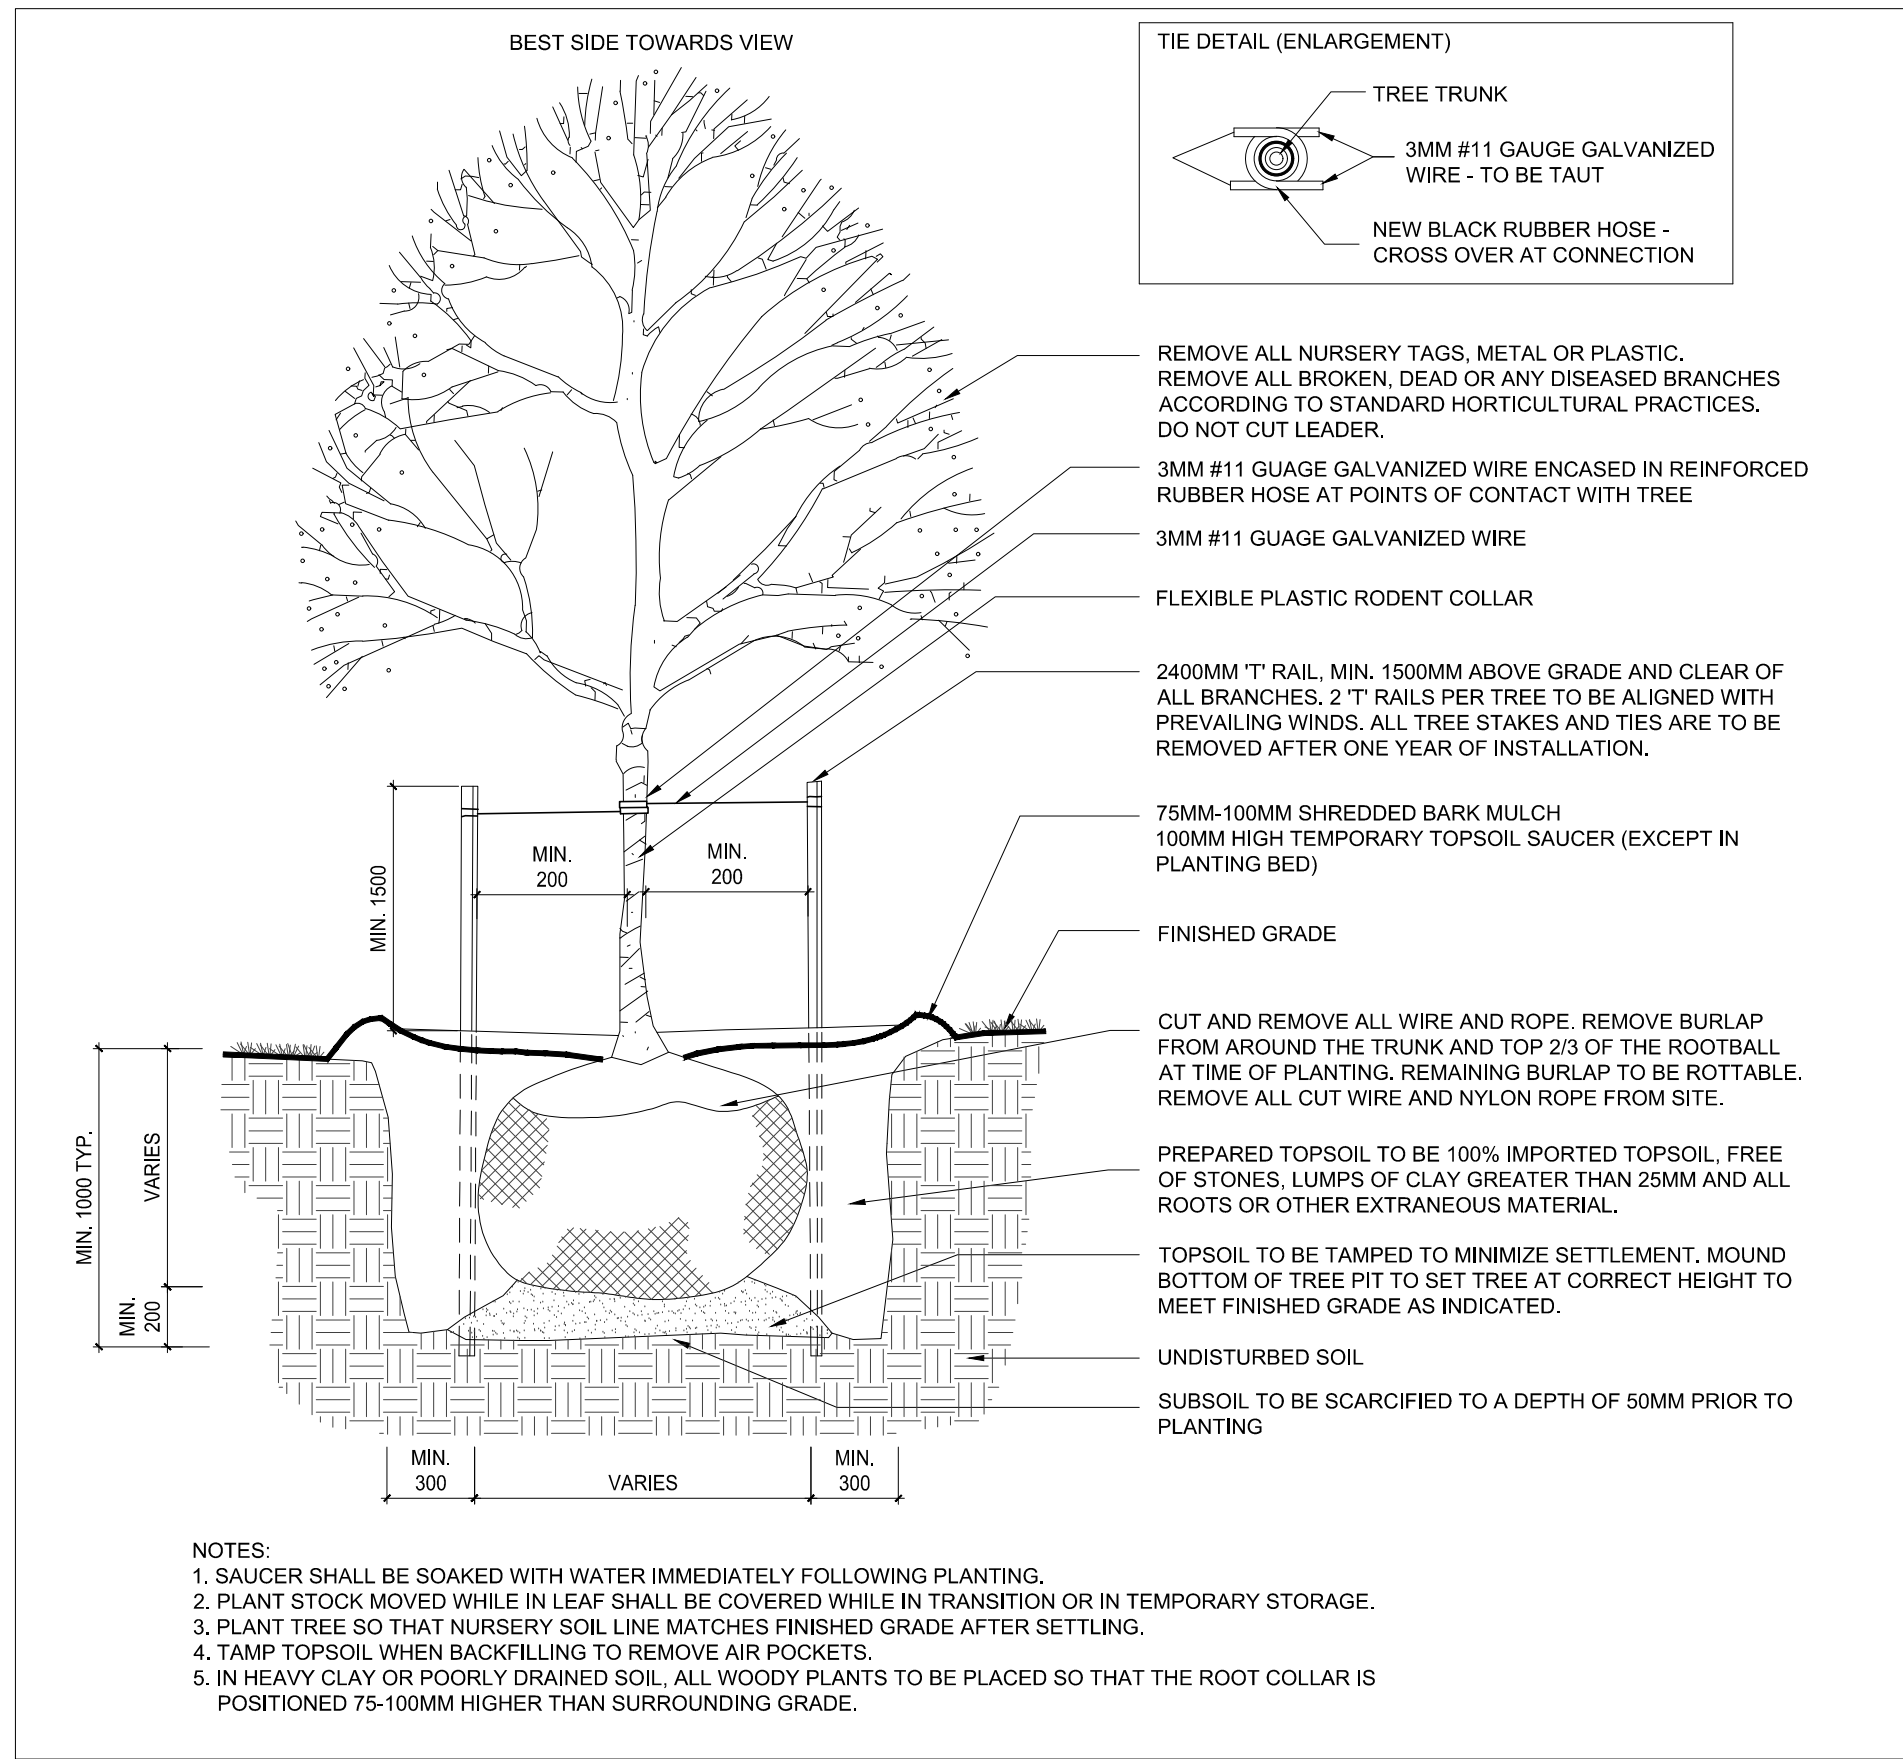 BEST SIDE TOWARDS VIEW
TIE DETAIL (ENLARGEMENT)
TREE TRUNK
3MM #11 GAUGE GALVANIZED
WIRE - TO BE TAUT
NEW BLACK RUBBER HOSE -
CROSS OVER AT CONNECTION
REMOVE ALL NURSERY TAGS, METAL OR PLASTIC.
REMOVE ALL BROKEN, DEAD OR ANY DISEASED BRANCHES
ACCORDING TO STANDARD HORTICULTURAL PRACTICES.
DO NOT CUT LEADER.
3MM #11 GUAGE GALVANIZED WIRE ENCASED IN REINFORCED
RUBBER HOSE AT POINTS OF CONTACT WITH TREE
3MM #11 GUAGE GALVANIZED WIRE
FLEXIBLE PLASTIC RODENT COLLAR
2400MM 'T' RAIL, MIN. 1500MM ABOVE GRADE AND CLEAR OF
ALL BRANCHES. 2 'T' RAILS PER TREE TO BE ALIGNED WITH
PREVAILING WINDS. ALL TREE STAKES AND TIES ARE TO BE
REMOVED AFTER ONE YEAR OF INSTALLATION.
75MM-100MM SHREDDED BARK MULCH
100MM HIGH TEMPORARY TOPSOIL SAUCER (EXCEPT IN
PLANTING BED)
FINISHED GRADE
CUT AND REMOVE ALL WIRE AND ROPE. REMOVE BURLAP
FROM AROUND THE TRUNK AND TOP 2/3 OF THE ROOTBALL
AT TIME OF PLANTING. REMAINING BURLAP TO BE ROTTABLE.
REMOVE ALL CUT WIRE AND NYLON ROPE FROM SITE.
PREPARED TOPSOIL TO BE 100% IMPORTED TOPSOIL, FREE
OF STONES, LUMPS OF CLAY GREATER THAN 25MM AND ALL
ROOTS OR OTHER EXTRANEOUS MATERIAL.
TOPSOIL TO BE TAMPED TO MINIMIZE SETTLEMENT. MOUND
BOTTOM OF TREE PIT TO SET TREE AT CORRECT HEIGHT TO
MEET FINISHED GRADE AS INDICATED.
UNDISTURBED SOIL
SUBSOIL TO BE SCARCIFIED TO A DEPTH OF 50MM PRIOR TO
PLANTING
MIN. 1500
MIN.
200
MIN.
200
MIN. 1000 TYP.
VARIES
MIN.
200
MIN.
300
VARIES
MIN.
300
NOTES:
1. SAUCER SHALL BE SOAKED WITH WATER IMMEDIATELY FOLLOWING PLANTING.
2. PLANT STOCK MOVED WHILE IN LEAF SHALL BE COVERED WHILE IN TRANSITION OR IN TEMPORARY STORAGE.
3. PLANT TREE SO THAT NURSERY SOIL LINE MATCHES FINISHED GRADE AFTER SETTLING.
4. TAMP TOPSOIL WHEN BACKFILLING TO REMOVE AIR POCKETS.
5. IN HEAVY CLAY OR POORLY DRAINED SOIL, ALL WOODY PLANTS TO BE PLACED SO THAT THE ROOT COLLAR IS
POSITIONED 75-100MM HIGHER THAN SURROUNDING GRADE.